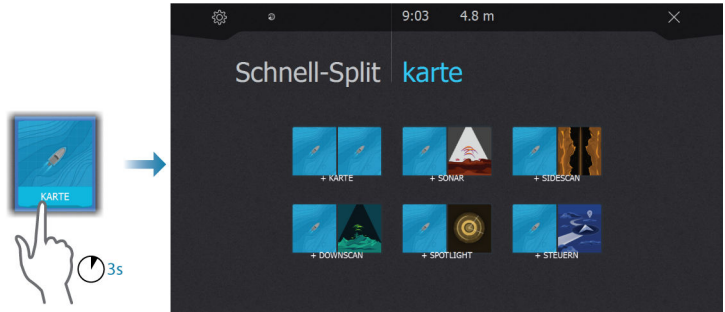 9:03 4.8 m
Schnell-Split karte
KARTE
3s
+ KARTE + SONAR + SIDESCAN
+ DOWNSCAN + SPOTLIGHT + STEUERN